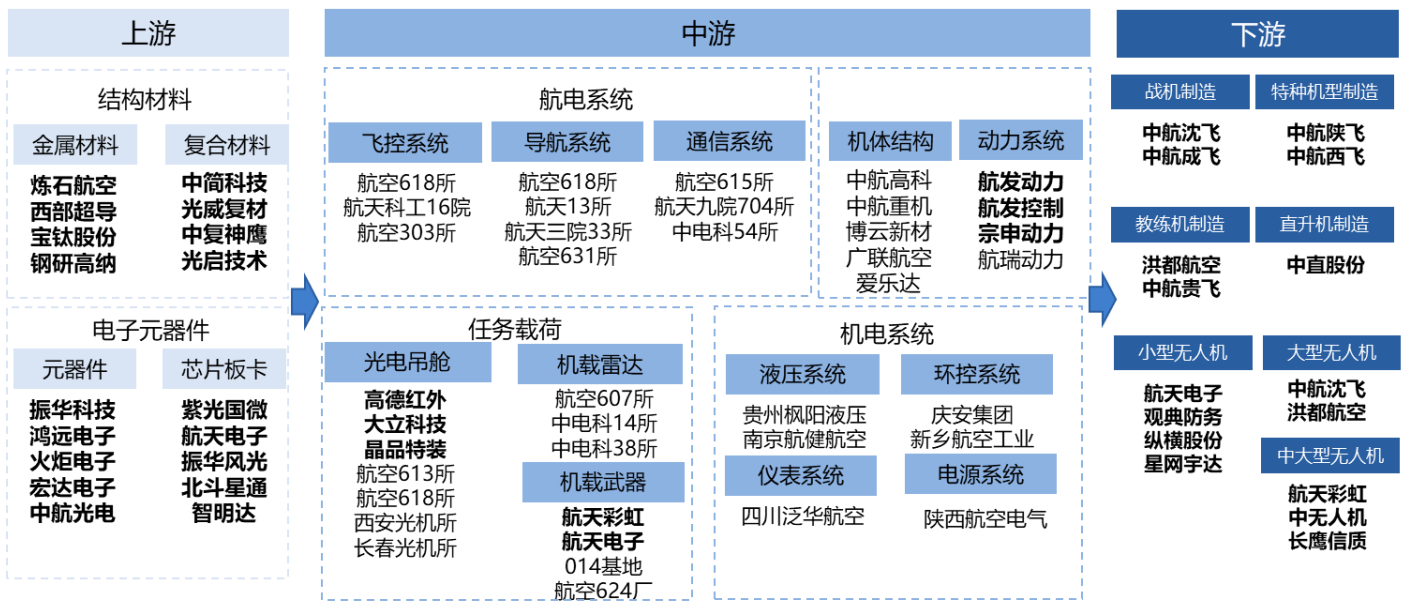 上游
结构材料
金属材料
炼石航空
西部超导
宝钛股份
钢研高纳
复合材料
中简科技
光威复材
中复神鹰
光启技术
电子元器件
元器件
振华科技
鸿远电子
火炬电子
宏达电子
中航光电
芯片板卡
紫光国微
航天电子
振华风光
北斗星通
智明达
中游
航电系统
飞控系统
航空618所
航天科工16院
航空303所
导航系统
航空618所
航天13所
航天三院33所
航空631所
通信系统
航空615所
航天九院704所
中电科54所
机体结构
中航高科
中航重机
博云新材
广联航空
爱乐达
动力系统
航发动力
航发控制
宗申动力
航瑞动力
任务载荷
光电吊舱
高德红外
大立科技
晶品特装
航空613所
航空618所
西安光机所
长春光机所
机载雷达
航空607所
中电科14所
中电科38所
机载武器
航天彩虹
航天电子
014基地
航空624厂
机电系统
液压系统
贵州枫阳液压
南京航健航空
环控系统
庆安集团
新乡航空工业
仪表系统
四川泛华航空
电源系统
陕西航空电气
下游
战机制造
中航沈飞
中航成飞
特种机型制造
中航陕飞
中航西飞
教练机制造
洪都航空
中航贵飞
直升机制造
中直股份
小型无人机
航天电子
观典防务
纵横股份
星网宇达
大型无人机
中航沈飞
洪都航空
中大型无人机
航天彩虹
中无人机
长鹰信质